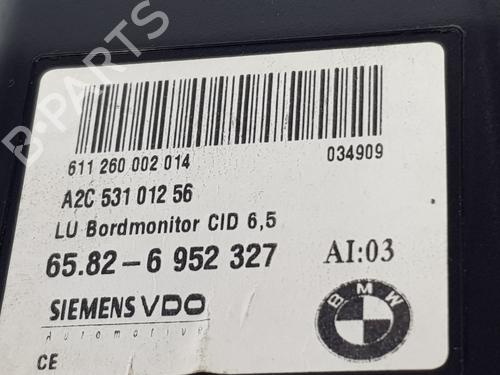 B-PARTS
611 260 002 014 034909
A2C 531 012 56
LU Bordmonitor CID 6,5
65.82-6 952 327 AI:03
SIEMENS VDO
Automotive
BMW
CE